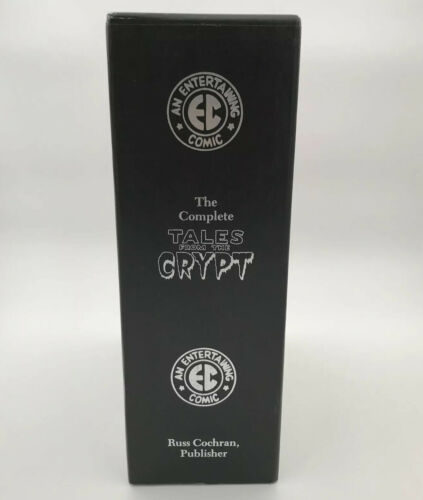 AN ENTERTAINING
EC
COMIC
The
Complete
TALES
FROM THE
CRYPT
AN ENTERTAINING
EC
COMIC
Russ Cochran,
Publisher